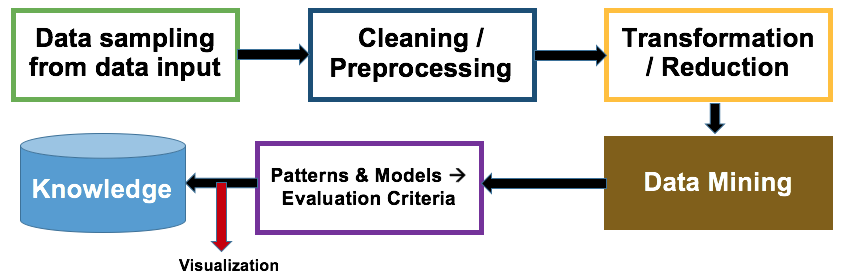 Data sampling
from data input
Cleaning /
Preprocessing
Transformation
/ Reduction
Data Mining
Patterns & Models →
Evaluation Criteria
Knowledge
Visualization